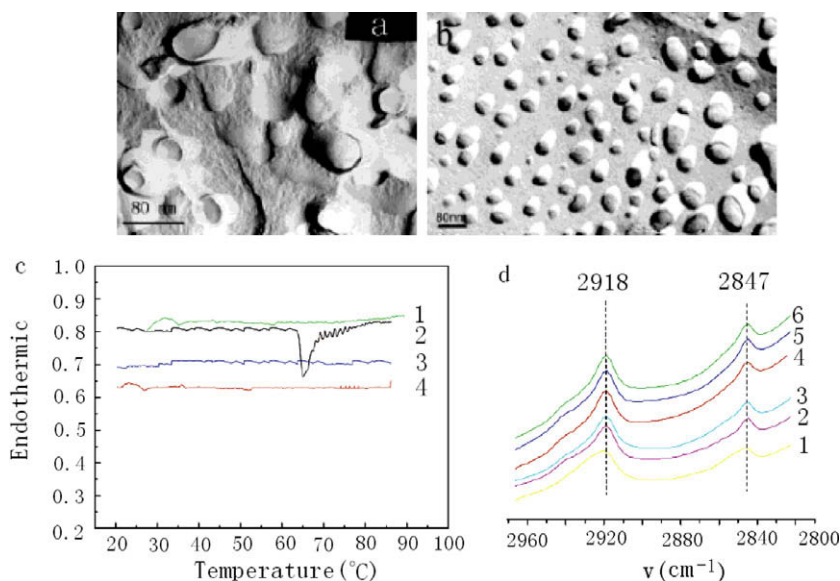 a
80 nm
b
80nm
c
Endothermic
1.0
0.9
0.8
0.7
0.6
0.5
0.4
0.3
0.2
1
2
3
4
20 30 40 50 60 70 80 90 100
Temperature(℃)
d
2918 2847
6
5
4
3
2
1
2960 2920 2880 2840 2800
v(cm⁻¹)